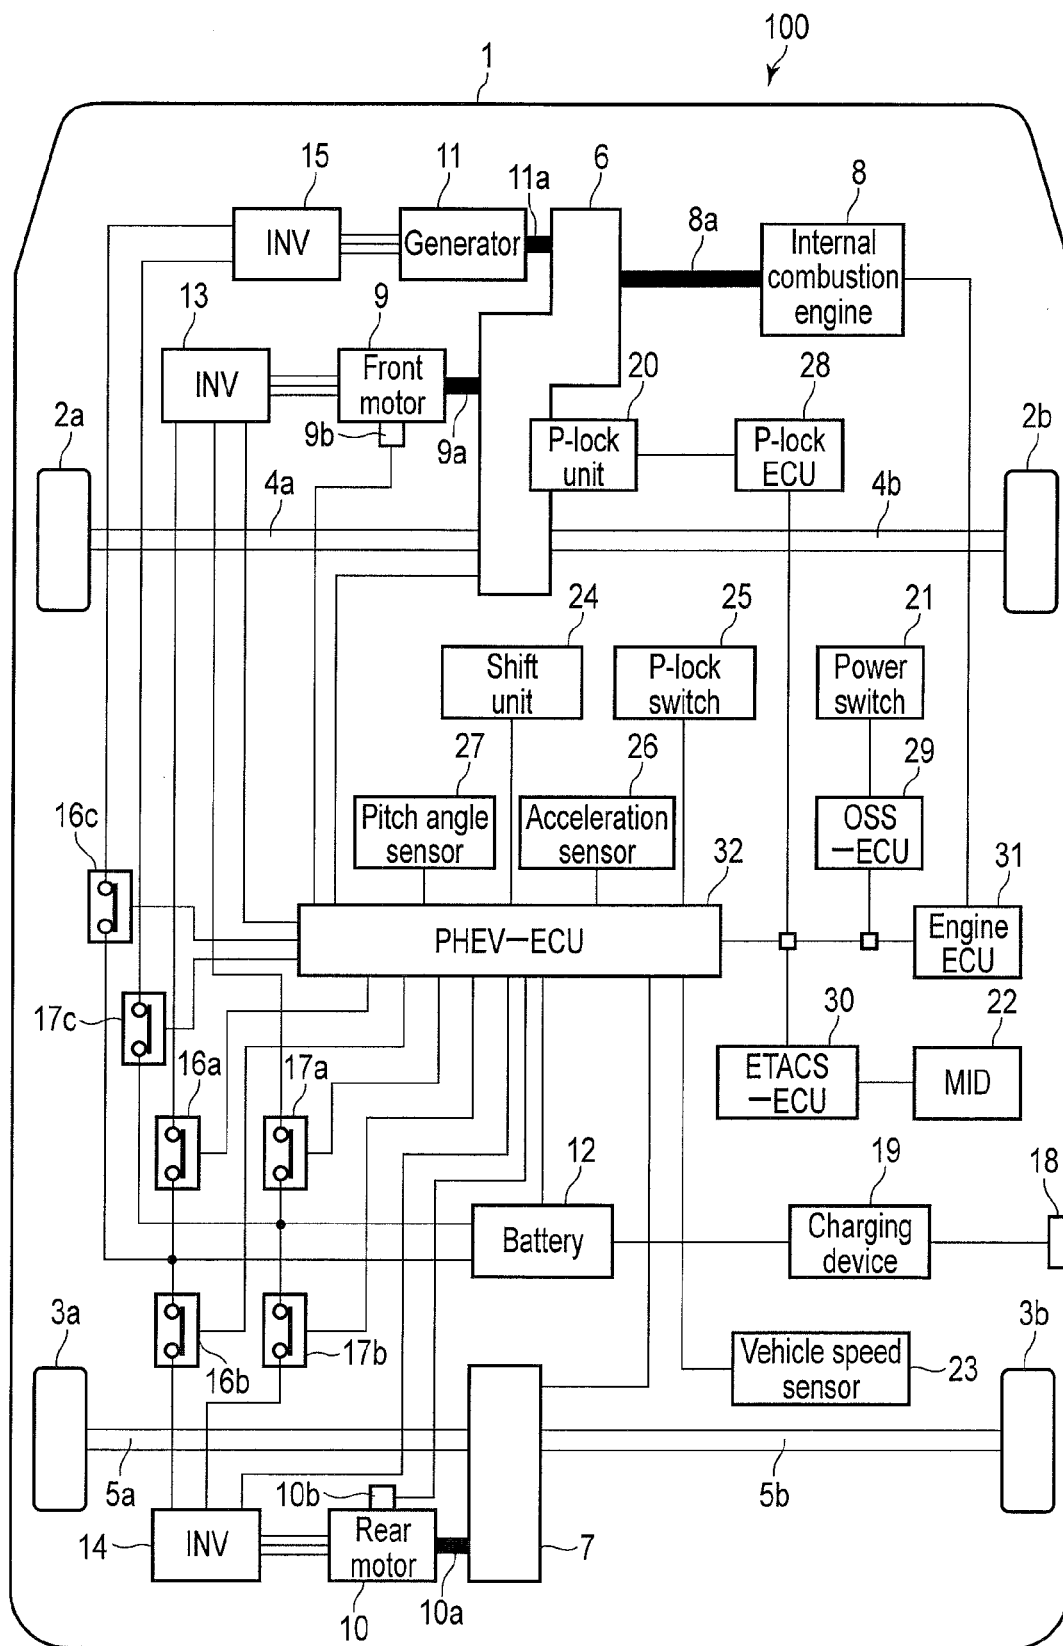 100
1
15
11
11a
6
8
8a
INV
Generator
Internal
combustion
engine
13
9
20
28
INV
Front
motor
2a
9b
9a
P-lock
unit
P-lock
ECU
2b
4a
4b
24
25
21
Shift
unit
P-lock
switch
Power
switch
27
26
29
16c
Pitch angle
sensor
Acceleration
sensor
OSS
—ECU
32
31
PHEV—ECU
Engine
ECU
17c
30
22
16a
17a
ETACS
—ECU
MID
12
19
18
Battery
Charging
device
3a
3b
16b
17b
Vehicle speed
sensor
23
5a
10b
5b
14
INV
Rear
motor
7
10
10a